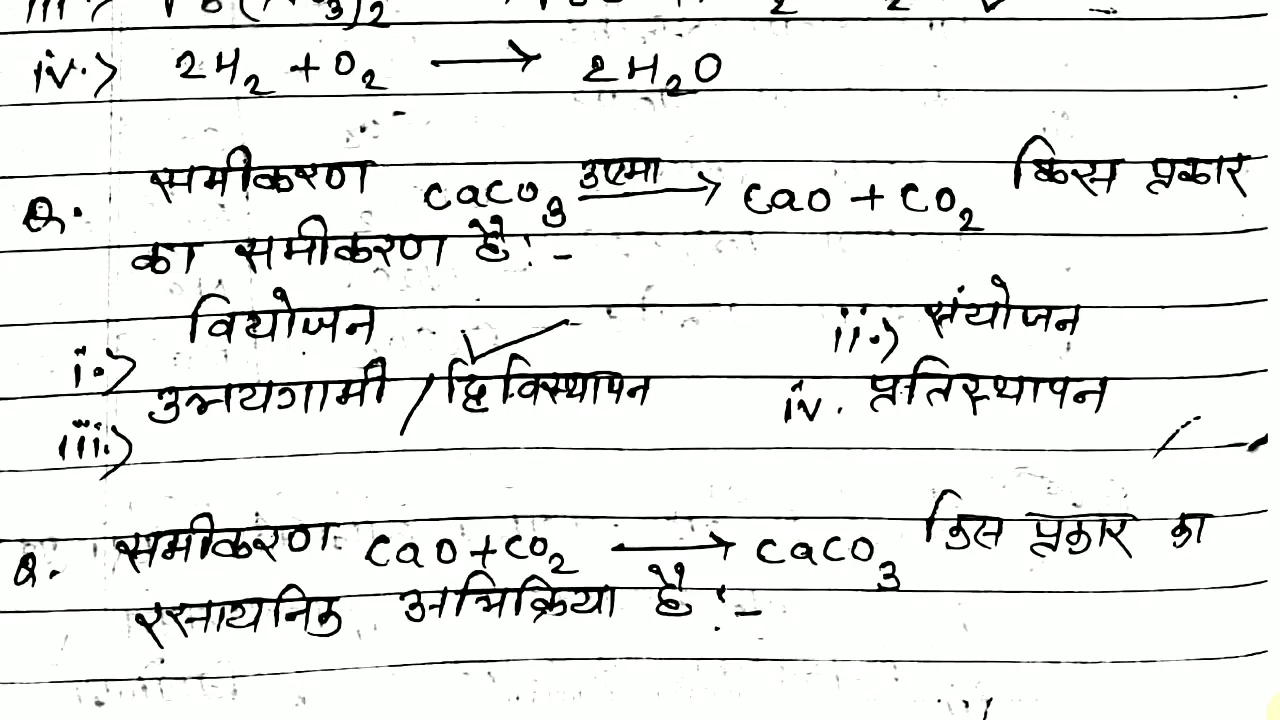 iv.) 2H₂ + O₂ ⟶ 2H₂O
Q. समीकरण CaCO₃ —उष्मा→ CaO + CO₂ किस प्रकार
का समीकरण है:-
i.) वियोजन ii.) संयोजन
iii.) उभयगामी / द्विविस्थापन iv. प्रतिस्थापन
Q. समीकरण CaO + CO₂ ⟶ CaCO₃ किस प्रकार का
रसायनिक अभिक्रिया है:-